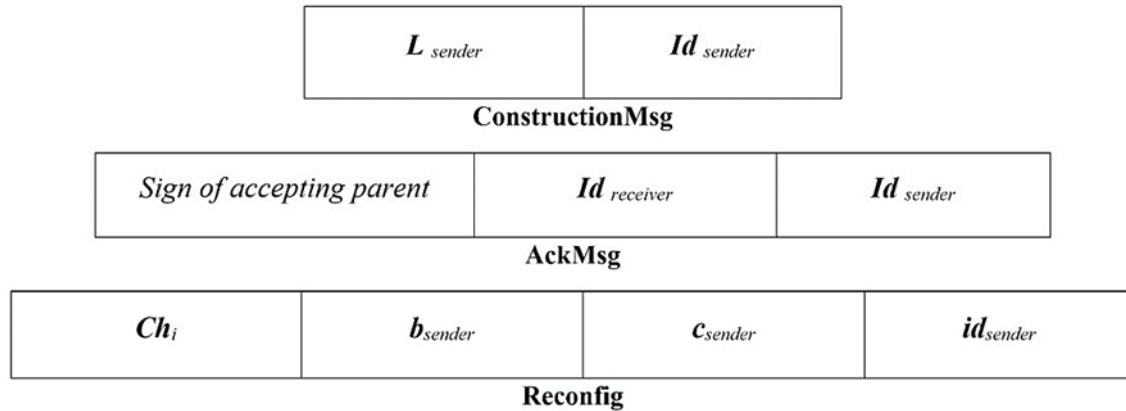 L sender Id sender
ConstructionMsg
Sign of accepting parent Id receiver Id sender
AckMsg
Ch i b sender c sender id sender
Reconfig